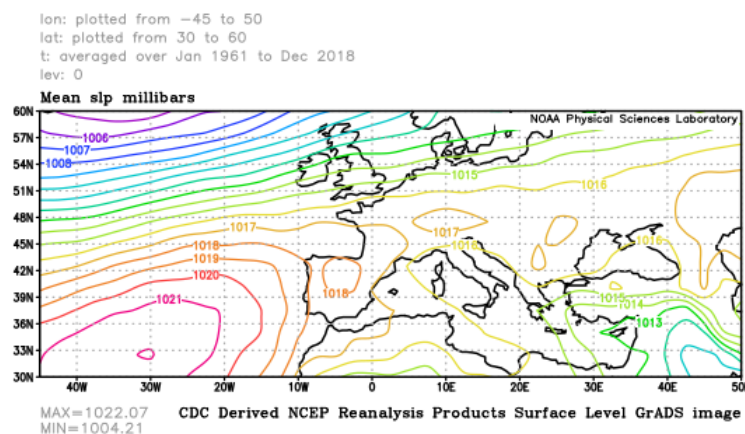 lon: plotted from -45 to 50
lat: plotted from 30 to 60
t: averaged over Jan 1961 to Dec 2018
lev: 0
Mean slp millibars
NOAA Physical Sciences Laboratory
60N
57N
54N
51N
48N
45N
42N
39N
36N
33N
30N
1006
1007
1008
1015
1016
1017
1017
1018
1016
1016
1019
1020
1021
1018
1015
1014
1013
40W
30W
20W
10W
0
10E
20E
30E
40E
50E
MAX=1022.07
MIN=1004.21
CDC Derived NCEP Reanalysis Products Surface Level GrADS image